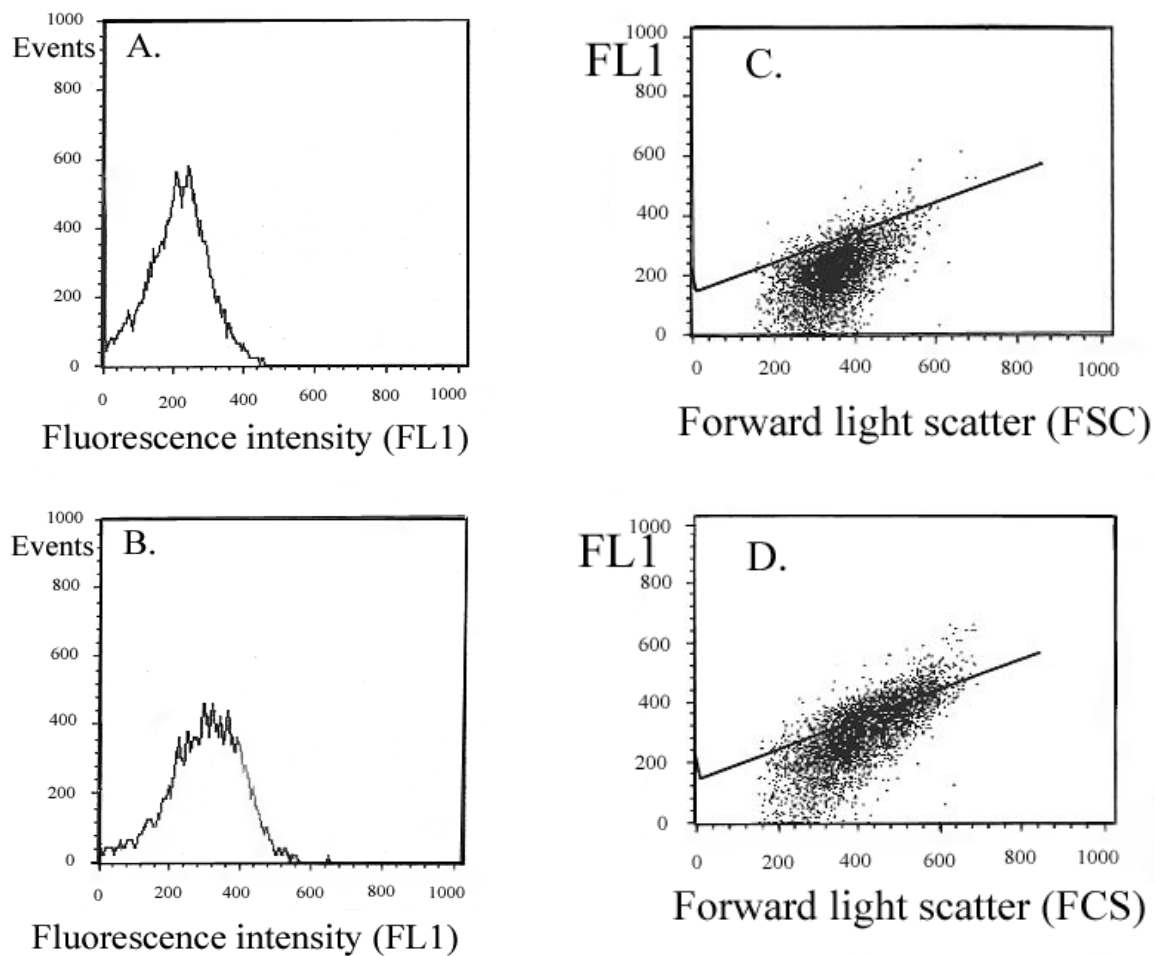 A.
Events
1000
800
600
400
200
0
0 200 400 600 800 1000
Fluorescence intensity (FL1)
C.
FL1
1000
800
600
400
200
0
0 200 400 600 800 1000
Forward light scatter (FSC)
B.
Events
1000
800
600
400
200
0
0 200 400 600 800 1000
Fluorescence intensity (FL1)
D.
FL1
1000
800
600
400
200
0
0 200 400 600 800 1000
Forward light scatter (FCS)